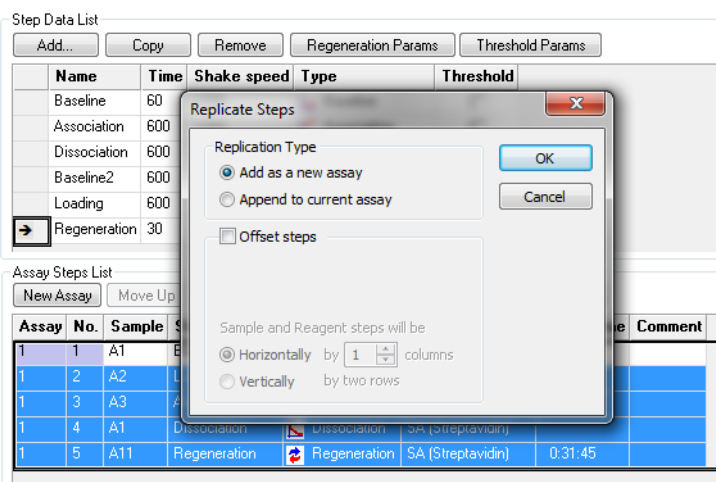 Step Data List
Add... Copy Remove Regeneration Params Threshold Params
Name Time Shake speed Type Threshold
Baseline 60
Association 600
Dissociation 600
Baseline2 600
Loading 600
Regeneration 30
Replicate Steps
Replication Type
Add as a new assay
Append to current assay
OK
Cancel
Offset steps
Sample and Reagent steps will be
Horizontally by 1 columns
Vertically by two rows
Assay Steps List
New Assay Move Up
Assay No. Sample Comment
1 1 A1
1 2 A2
1 3 A3
1 4 A1 Dissociation Dissociation SA (Streptavidin)
1 5 A11 Regeneration Regeneration SA (Streptavidin) 0:31:45